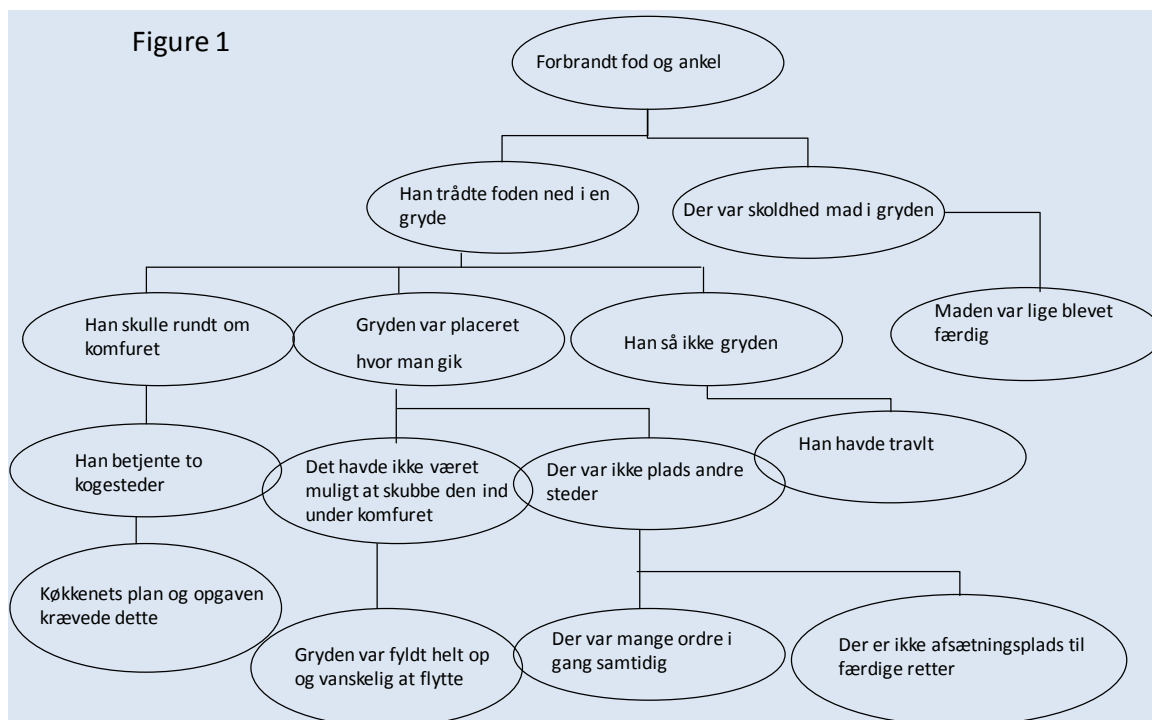 Figure 1
Forbrandt fod og ankel
Han trådte foden ned i en
gryde
Der var skoldhed mad i gryden
Han skulle rundt om
komfuret
Gryden var placeret
hvor man gik
Han så ikke gryden
Maden var lige blevet
færdig
Han betjente to
kogesteder
Det havde ikke været
muligt at skubbe den ind
under komfuret
Der var ikke plads andre
steder
Han havde travlt
Køkkenets plan og opgaven
krævede dette
Gryden var fyldt helt op
og vanskelig at flytte
Der var mange ordre i
gang samtidig
Der er ikke afsætningsplads til
færdige retter